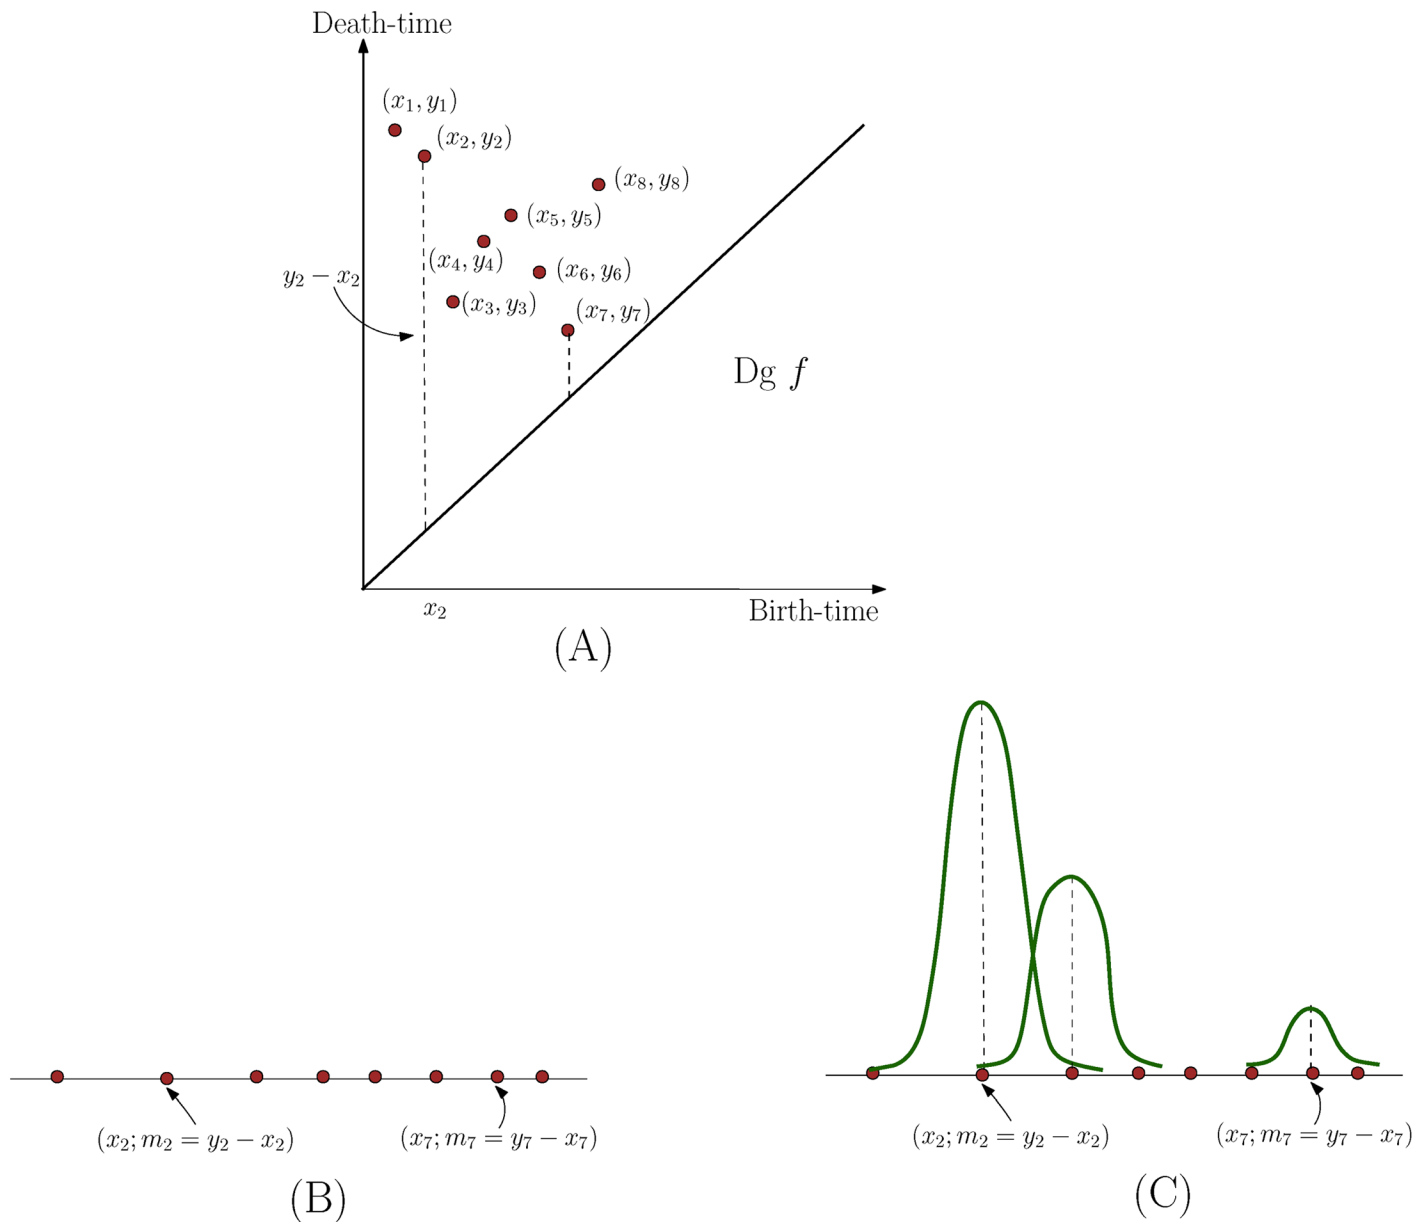 Death-time
(x₁, y₁)
(x₂, y₂)
(x₈, y₈)
(x₅, y₅)
(x₄, y₄)
y₂ − x₂
(x₆, y₆)
(x₃, y₃)
(x₇, y₇)
Dg f
x₂
Birth-time
(A)
(x₂; m₂ = y₂ − x₂)
(x₇; m₇ = y₇ − x₇)
(B)
(x₂; m₂ = y₂ − x₂)
(x₇; m₇ = y₇ − x₇)
(C)